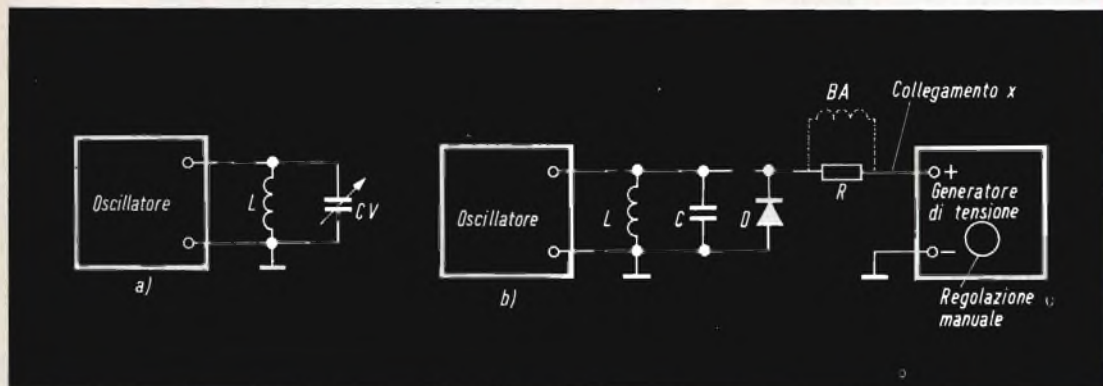 Oscillatore
L
CV
a)
Oscillatore
L
C
D
b)
BA
R
Collegamento x
+
Generatore
di tensione
−
Regolazione
manuale